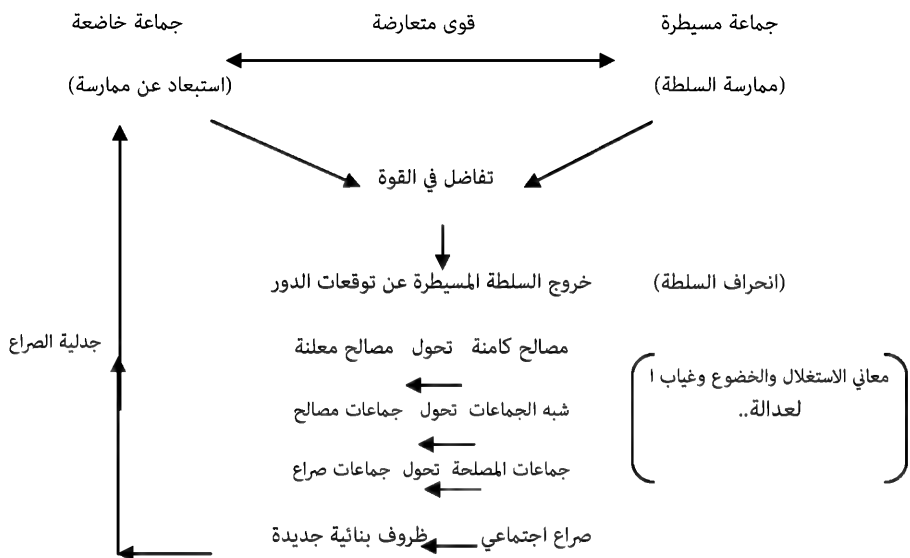 جماعة مسيطرة قوى متعارضة جماعة خاضعة
(ممارسة السلطة) (استبعاد عن ممارسة)
تفاضل في القوة
(انحراف السلطة) خروج السلطة المسيطرة عن توقعات الدور
مصالح كامنة تحول مصالح معلنة
جدلية الصراع
معاني الاستغلال والخضوع وغياب ا
لعدالة..
شبه الجماعات تحول جماعات مصالح
جماعات المصلحة تحول جماعات صراع
صراع اجتماعي ظروف بنائية جديدة